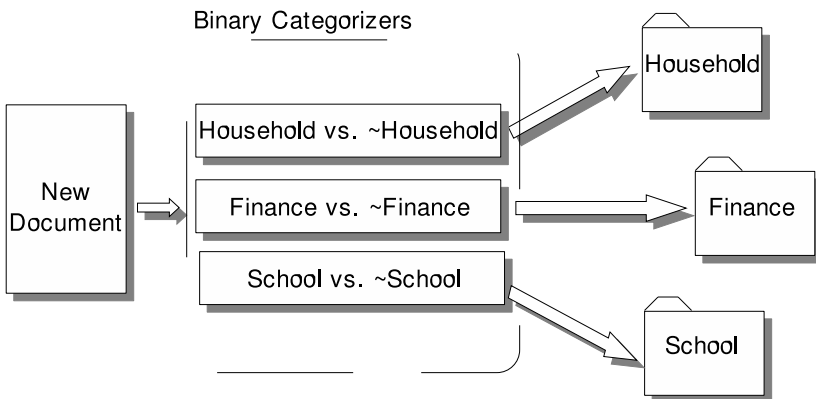 Binary Categorizers
Household
Household vs. ~Household
New
Document
Finance vs. ~Finance
Finance
School vs. ~School
School